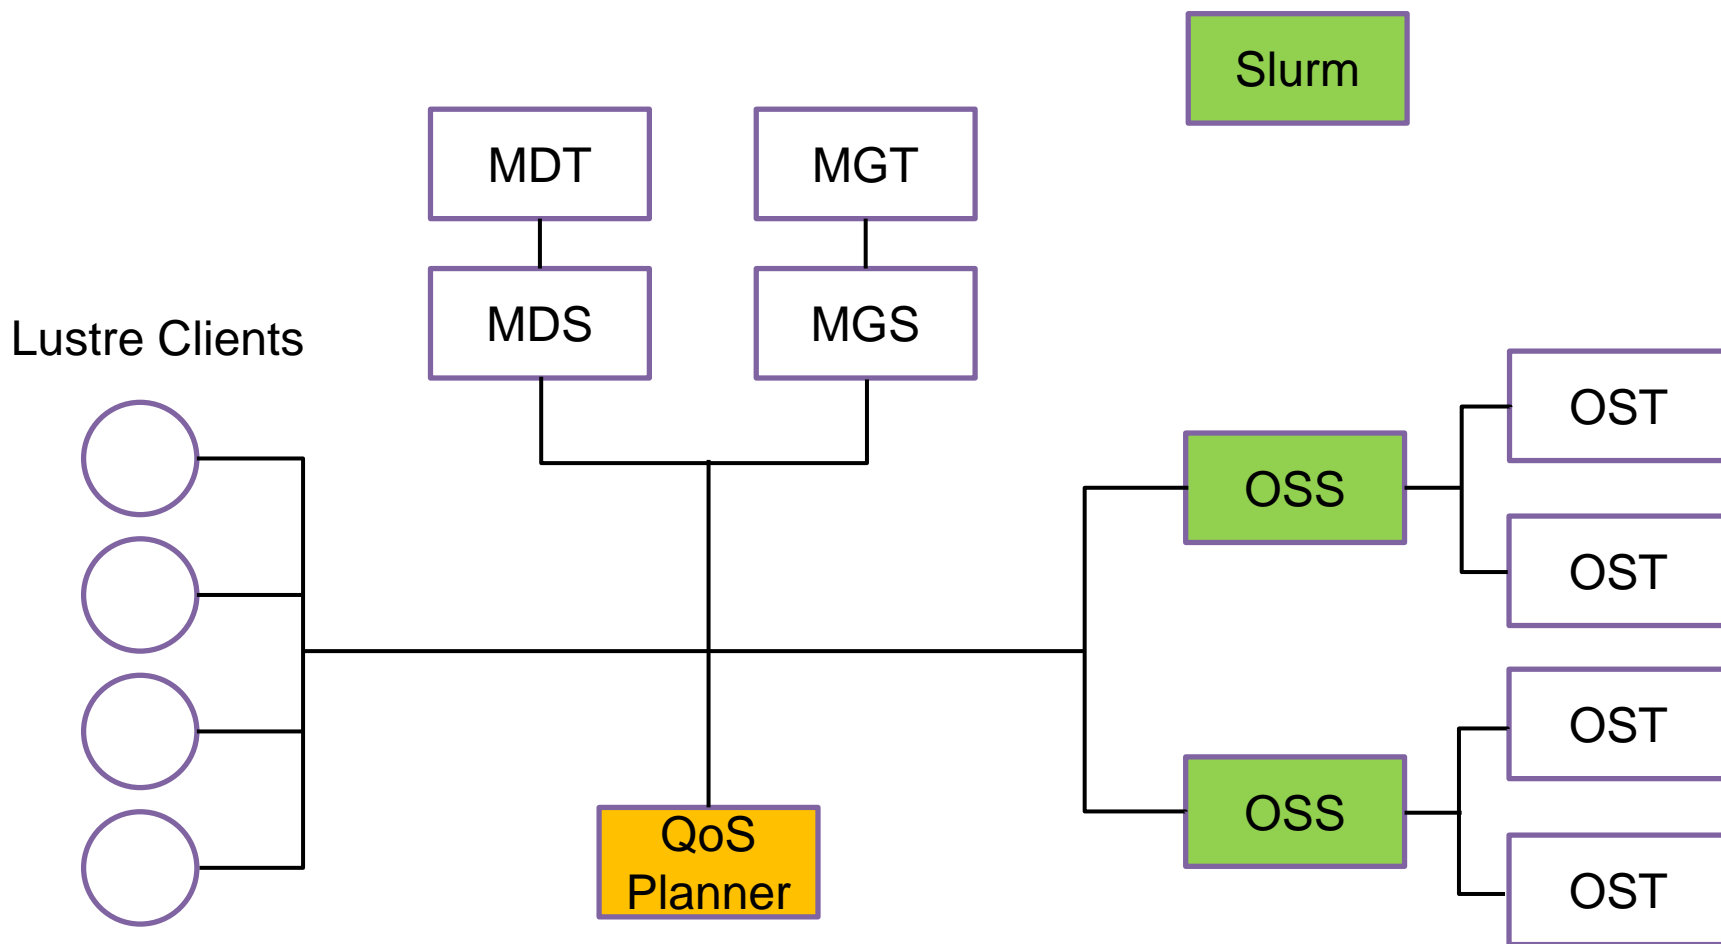 Slurm
MDT
MGT
MDS
MGS
Lustre Clients
OST
OSS
OST
OST
OSS
QoS
Planner
OST